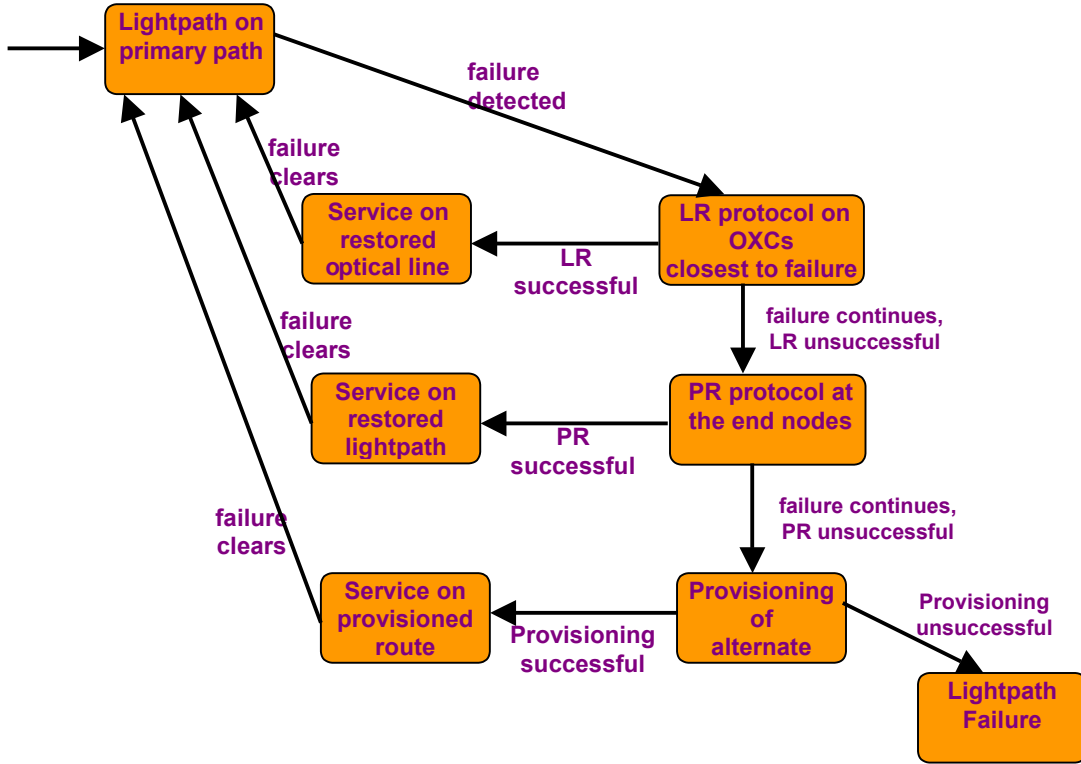 Lightpath on
primary path
failure
detected
failure
clears
Service on
restored
optical line
LR
successful
LR protocol on
OXCs
closest to failure
failure continues,
LR unsuccessful
failure
clears
Service on
restored
lightpath
PR
successful
PR protocol at
the end nodes
failure continues,
PR unsuccessful
failure
clears
Service on
provisioned
route
Provisioning
successful
Provisioning
of
alternate
Provisioning
unsuccessful
Lightpath
Failure